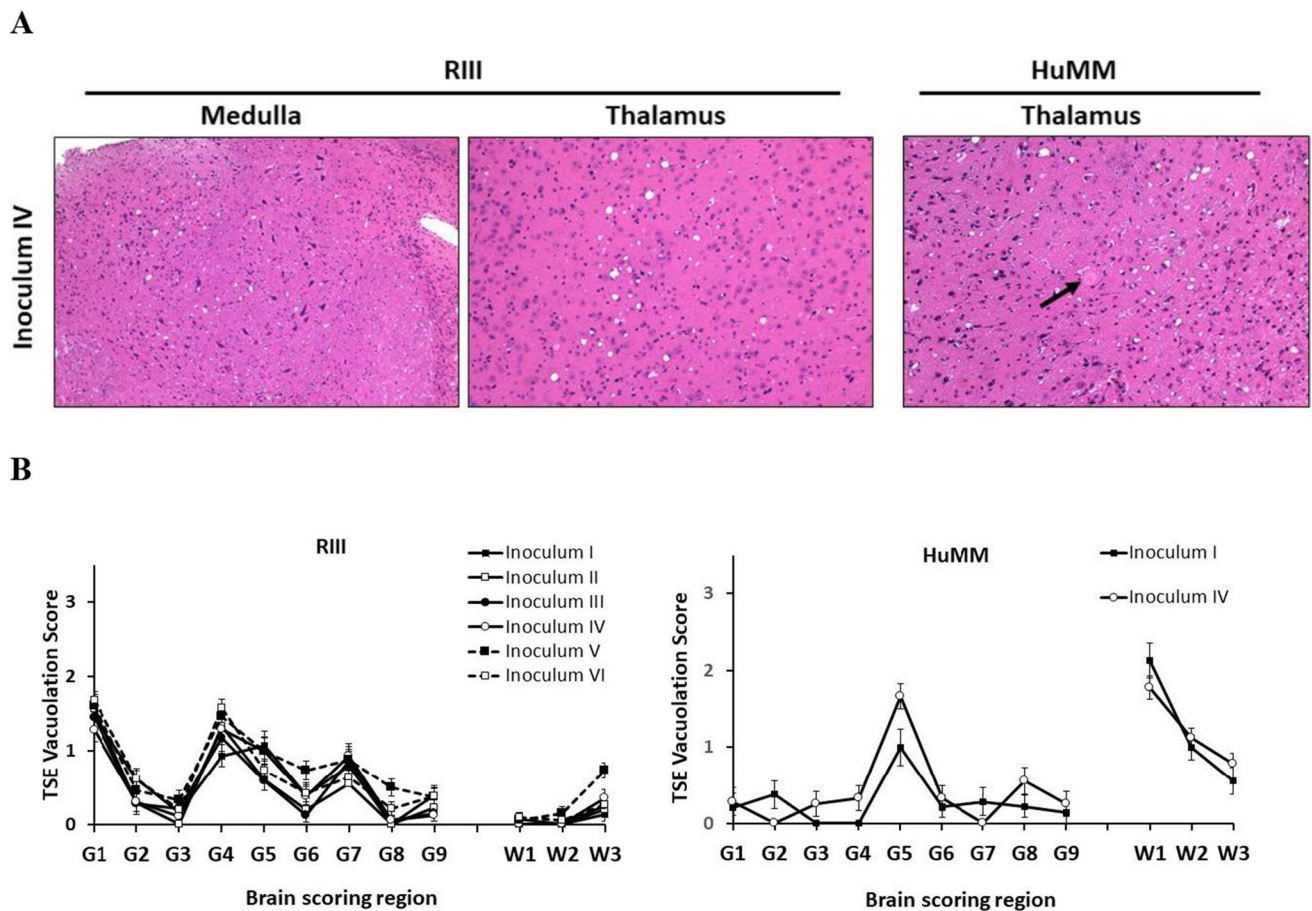 A
RIII
HuMM
Medulla
Thalamus
Thalamus
Inoculum IV
B
RIII
Inoculum I
Inoculum II
Inoculum III
Inoculum IV
Inoculum V
Inoculum VI
TSE Vacuolation Score
3
2
1
0
G1 G2 G3 G4 G5 G6 G7 G8 G9 W1 W2 W3
Brain scoring region
HuMM
Inoculum I
Inoculum IV
TSE Vacuolation Score
3
2
1
0
G1 G2 G3 G4 G5 G6 G7 G8 G9 W1 W2 W3
Brain scoring region